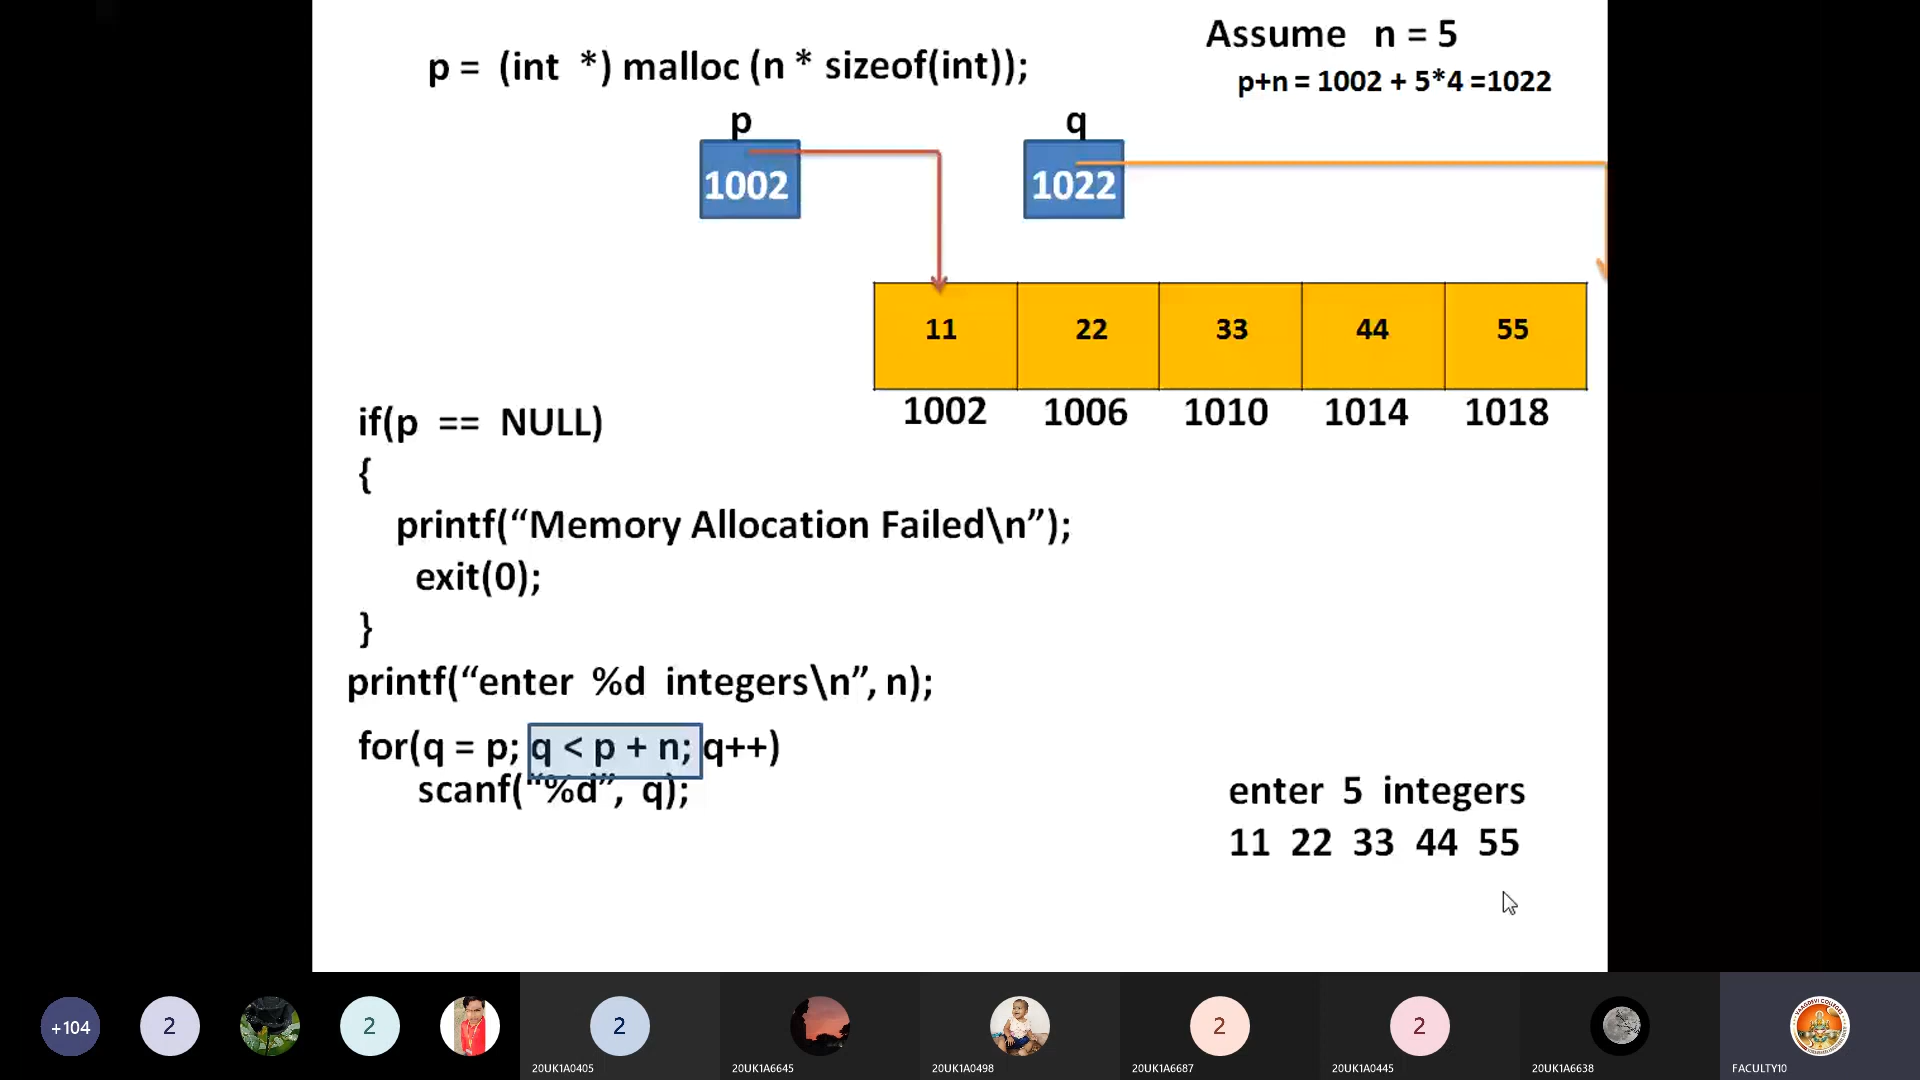 Assume n = 5
p = (int *) malloc (n * sizeof(int));
p+n = 1002 + 5*4 =1022
p q
1002 1022
11 22 33 44 55
1002 1006 1010 1014 1018
if(p == NULL)
{
printf(“Memory Allocation Failed\n”);
exit(0);
}
printf(“enter %d integers\n”, n);
for(q = p; q < p + n; q++)
scanf(“%d”, q);
enter 5 integers
11 22 33 44 55
+104 2 2 2 2 2
20UK1A0405 20UK1A6645 20UK1A0498 20UK1A6687 20UK1A0445 20UK1A6638 FACULTY10